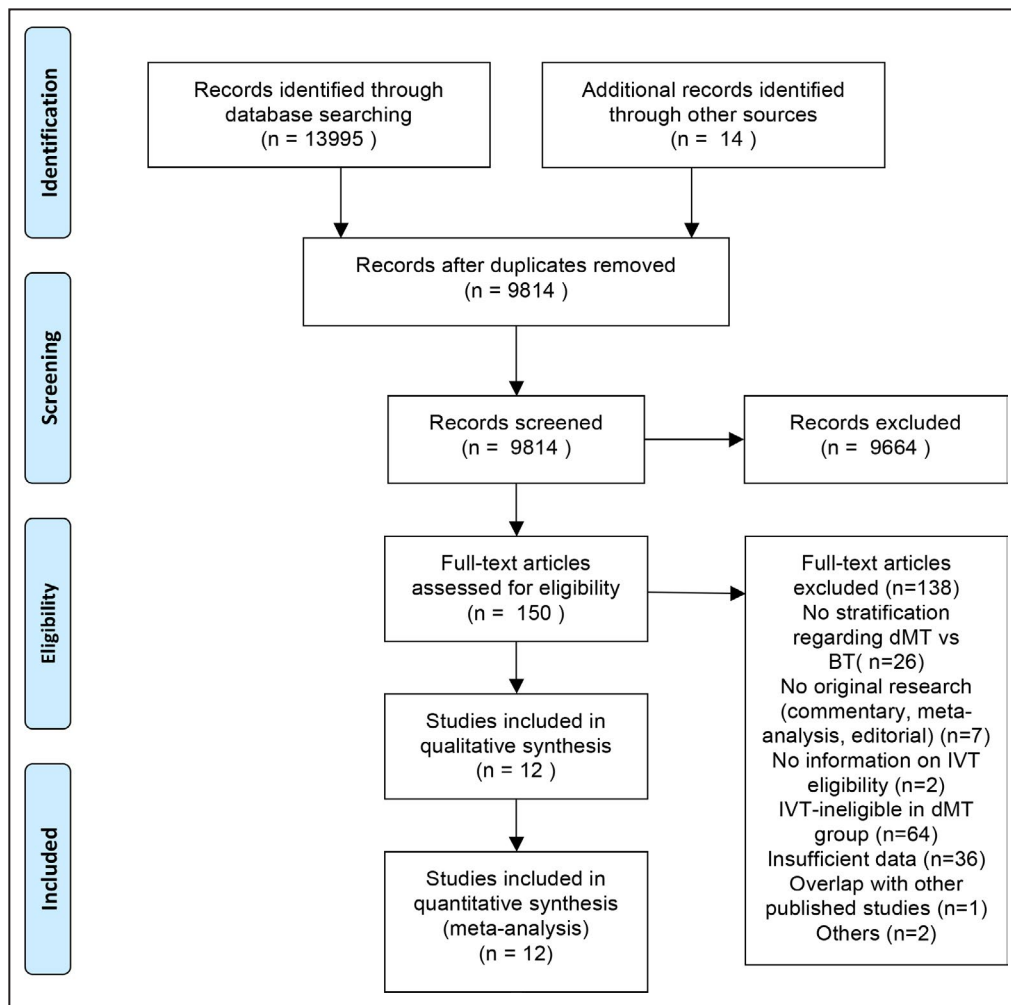 Identification
Records identified through
database searching
(n = 13995 )
Additional records identified
through other sources
(n = 14 )
Records after duplicates removed
(n = 9814 )
Screening
Records screened
(n = 9814 )
Records excluded
(n = 9664 )
Eligibility
Full-text articles
assessed for eligibility
(n = 150 )
Full-text articles
excluded (n=138)
No stratification
regarding dMT vs
BT( n=26)
No original research
(commentary, meta-
analysis, editorial) (n=7)
No information on IVT
eligibility (n=2)
IVT-ineligible in dMT
group (n=64)
Insufficient data (n=36)
Overlap with other
published studies (n=1)
Others (n=2)
Studies included in
qualitative synthesis
(n = 12 )
Included
Studies included in
quantitative synthesis
(meta-analysis)
(n = 12)